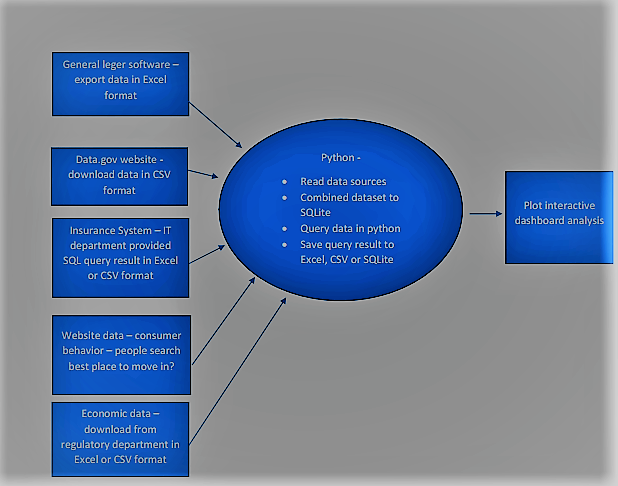 General leger software –
export data in Excel
format
Data.gov website -
download data in CSV
format
Insurance System – IT
department provided
SQL query result in Excel
or CSV format
Website data – consumer
behavior – people search
best place to move in?
Economic data –
download from
regulatory department in
Excel or CSV format
Python -
• Read data sources
• Combined dataset to
SQLite
• Query data in python
• Save query result to
Excel, CSV or SQLite
Plot interactive
dashboard analysis